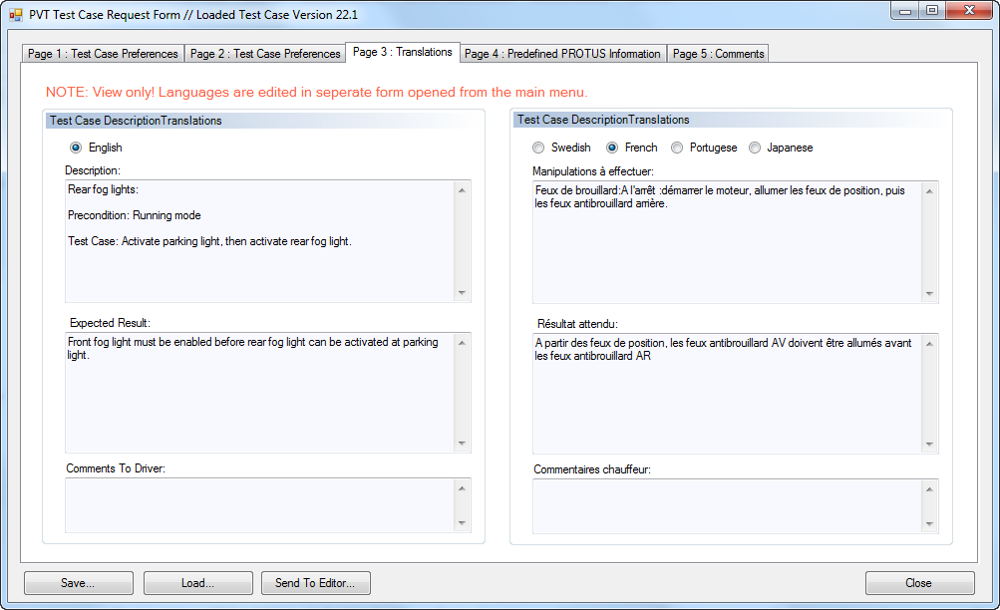 PVT Test Case Request Form // Loaded Test Case Version 22.1
Page 1 : Test Case Preferences
Page 2 : Test Case Preferences
Page 3 : Translations
Page 4 : Predefined PROTUS Information
Page 5 : Comments
NOTE: View only! Languages are edited in seperate form opened from the main menu.
Test Case DescriptionTranslations
English
Description:
Rear fog lights:
Precondition: Running mode
Test Case: Activate parking light, then activate rear fog light.
Expected Result:
Front fog light must be enabled before rear fog light can be activated at parking
light.
Comments To Driver:
Test Case DescriptionTranslations
Swedish
French
Portugese
Japanese
Manipulations à effectuer:
Feux de brouillard:A l'arrêt :démarrer le moteur, allumer les feux de position, puis
les feux antibrouillard arrière.
Résultat attendu:
A partir des feux de position, les feux antibrouillard AV doivent être allumés avant
les feux antibrouillard AR
Commentaires chauffeur:
Save...
Load...
Send To Editor...
Close